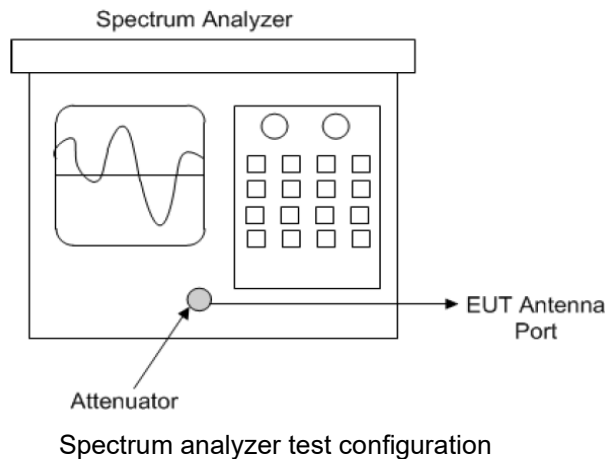 Spectrum Analyzer
EUT Antenna
Port
Attenuator
Spectrum analyzer test configuration